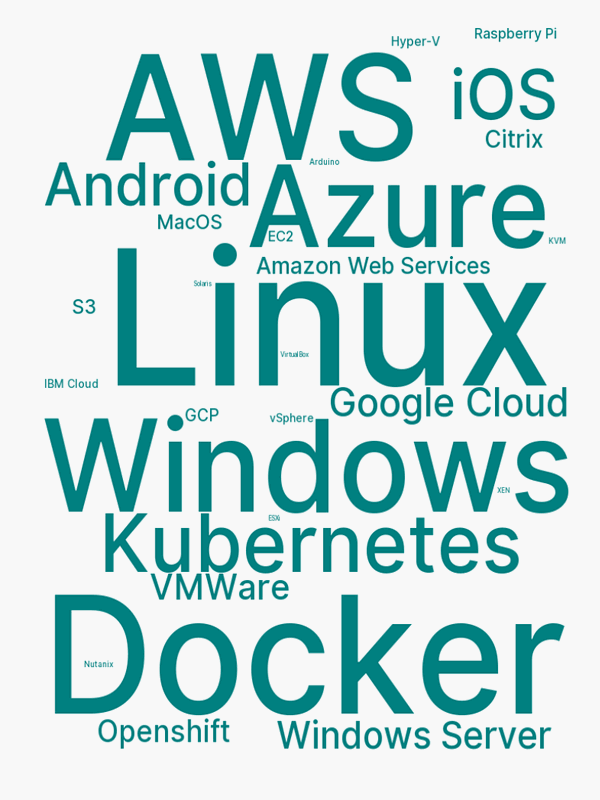 Raspberry Pi
Hyper-V
AWS
iOS
Citrix
Arduino
Android
Azure
MacOS
EC2
KVM
Amazon Web Services
Linux
Solaris
S3
VirtualBox
IBM Cloud
Google Cloud
GCP
vSphere
Windows
XEN
ESXi
Kubernetes
VMWare
Docker
Nutanix
Openshift
Windows Server